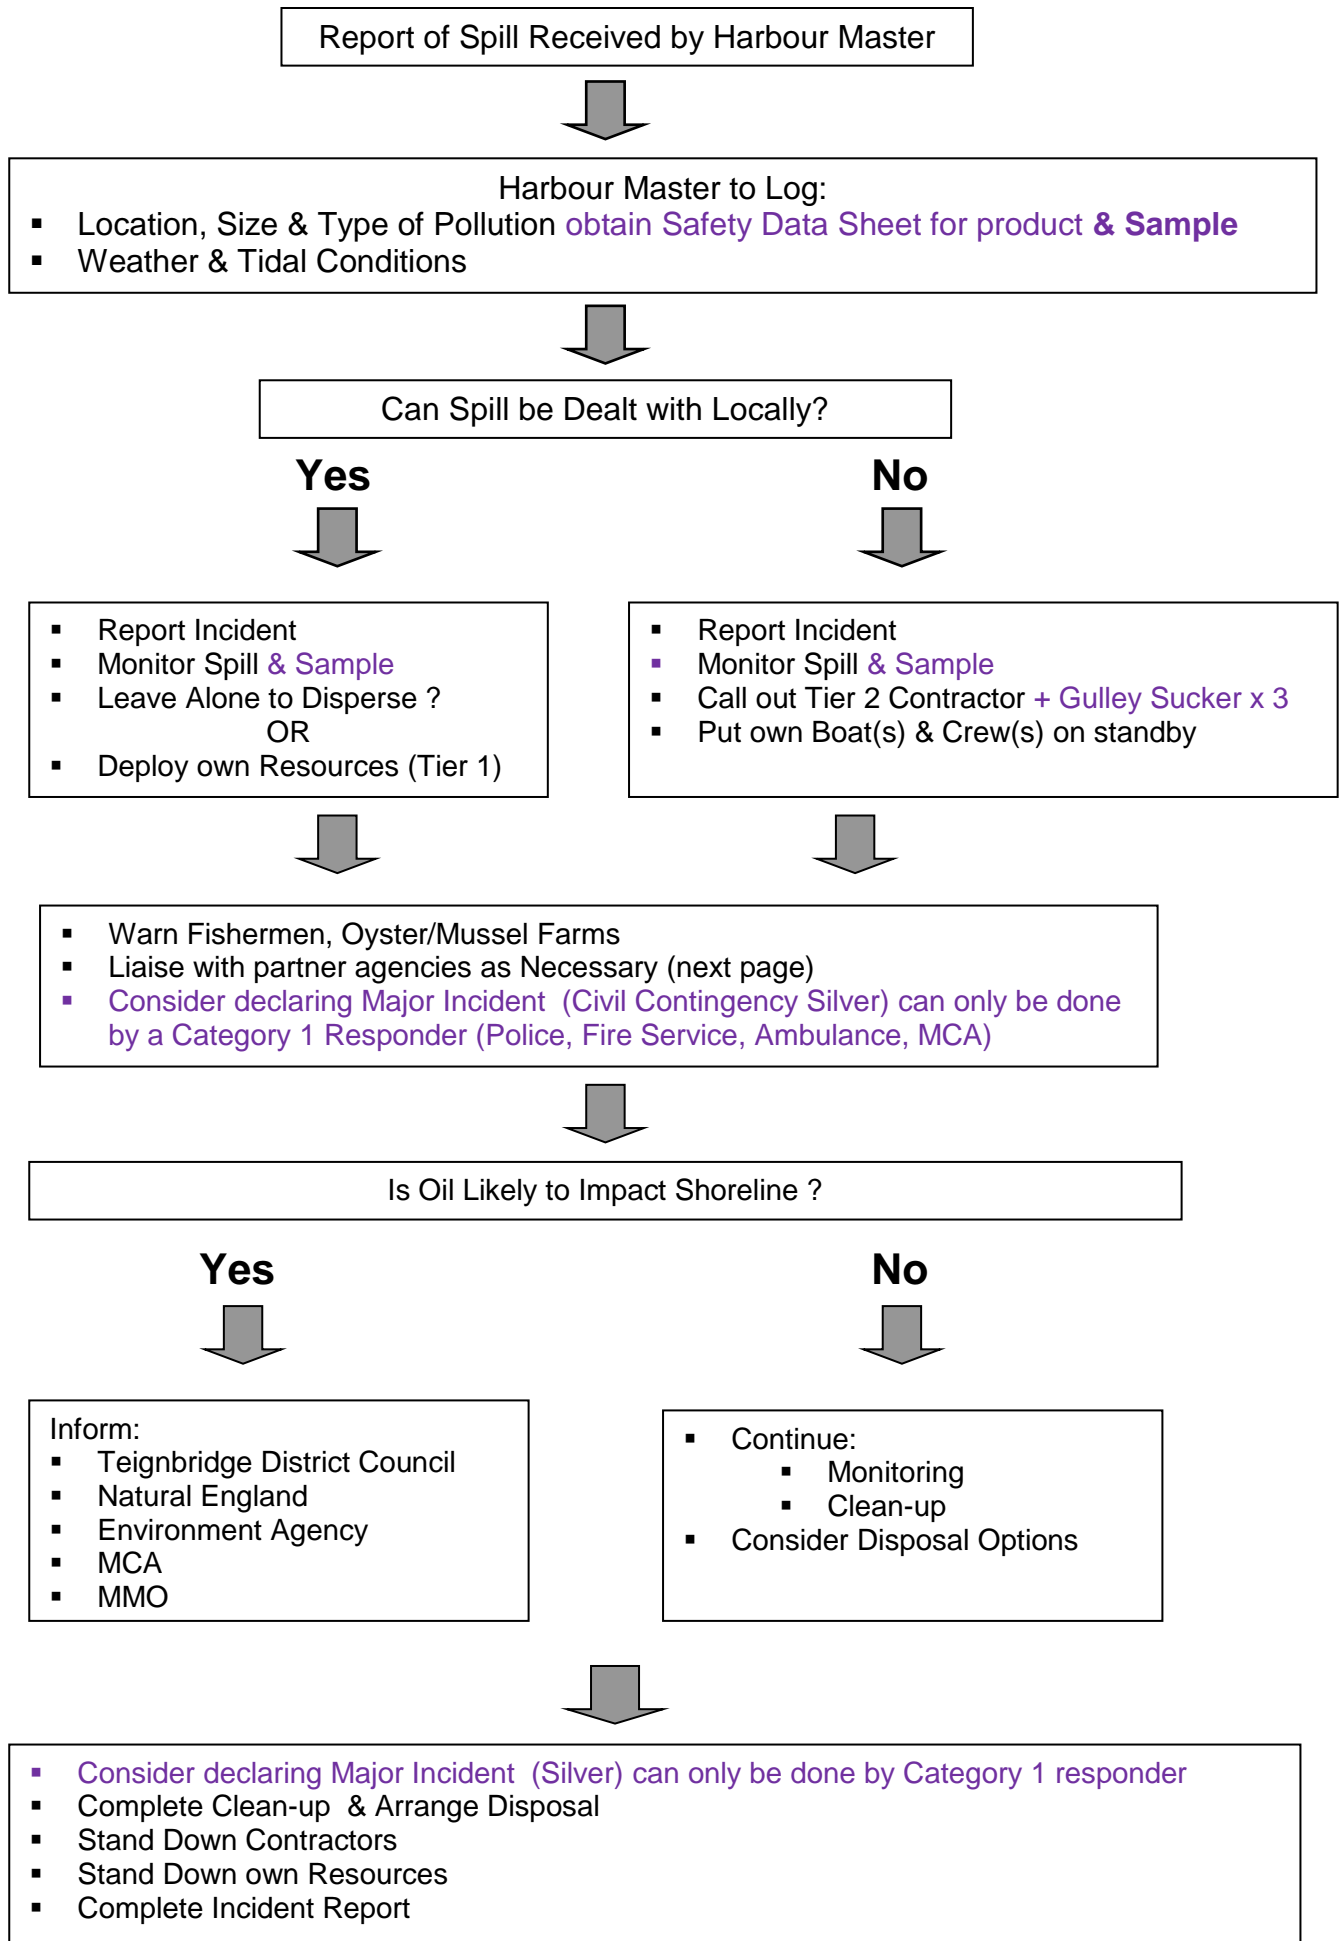 Report of Spill Received by Harbour Master
Harbour Master to Log:
▪ Location, Size & Type of Pollution obtain Safety Data Sheet for product & Sample
▪ Weather & Tidal Conditions
Can Spill be Dealt with Locally?
Yes
No
▪ Report Incident
▪ Monitor Spill & Sample
▪ Leave Alone to Disperse ?
OR
▪ Deploy own Resources (Tier 1)
▪ Report Incident
▪ Monitor Spill & Sample
▪ Call out Tier 2 Contractor + Gulley Sucker x 3
▪ Put own Boat(s) & Crew(s) on standby
▪ Warn Fishermen, Oyster/Mussel Farms
▪ Liaise with partner agencies as Necessary (next page)
▪ Consider declaring Major Incident (Civil Contingency Silver) can only be done
by a Category 1 Responder (Police, Fire Service, Ambulance, MCA)
Is Oil Likely to Impact Shoreline ?
Yes
No
Inform:
▪ Teignbridge District Council
▪ Natural England
▪ Environment Agency
▪ MCA
▪ MMO
▪ Continue:
▪ Monitoring
▪ Clean-up
▪ Consider Disposal Options
▪ Consider declaring Major Incident (Silver) can only be done by Category 1 responder
▪ Complete Clean-up & Arrange Disposal
▪ Stand Down Contractors
▪ Stand Down own Resources
▪ Complete Incident Report